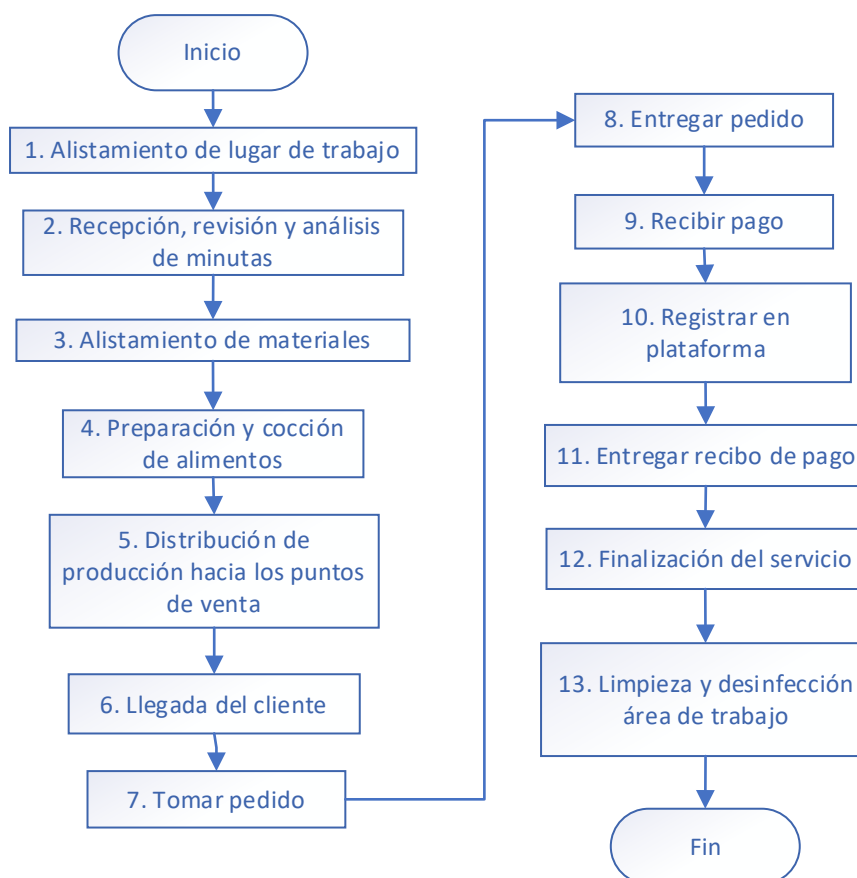 Inicio
1. Alistamiento de lugar de trabajo
2. Recepción, revisión y análisis
de minutas
3. Alistamiento de materiales
4. Preparación y cocción
de alimentos
5. Distribución de
producción hacia los puntos
de venta
6. Llegada del cliente
7. Tomar pedido
8. Entregar pedido
9. Recibir pago
10. Registrar en
plataforma
11. Entregar recibo de pago
12. Finalización del servicio
13. Limpieza y desinfección
área de trabajo
Fin